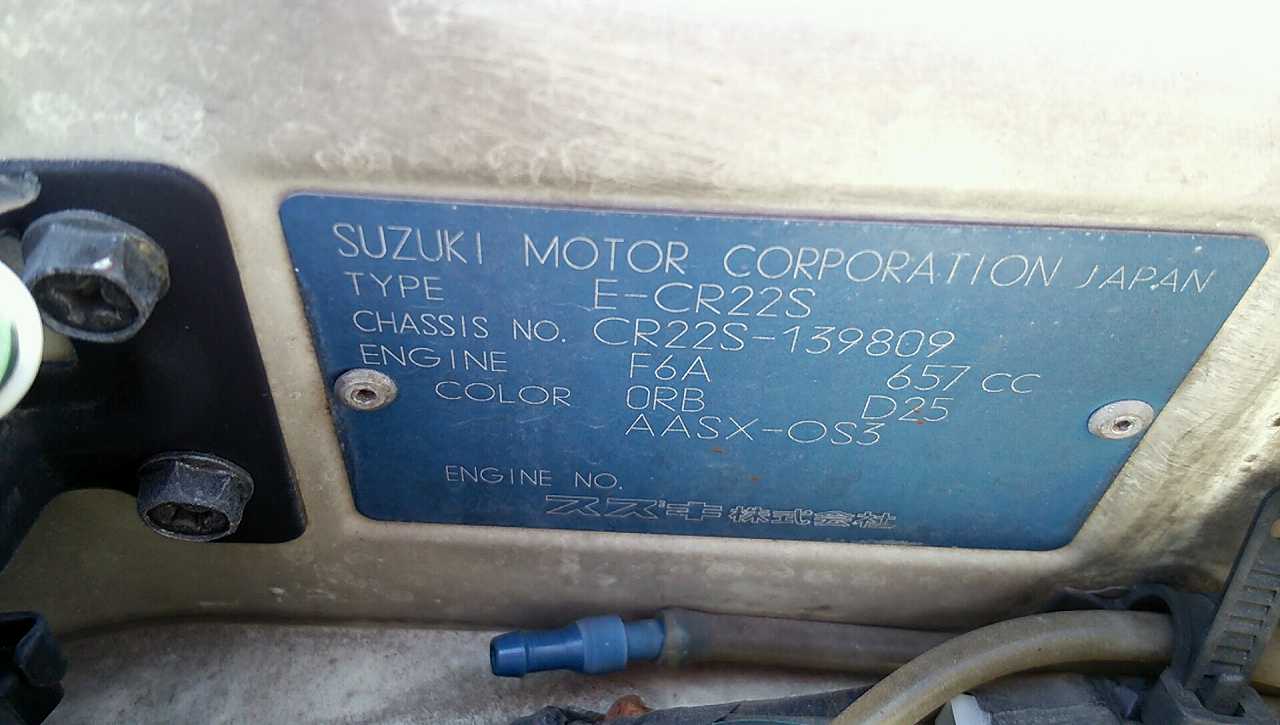 SUZUKI MOTOR CORPORATION JAPAN
TYPE E-CR22S
CHASSIS NO. CR22S-139809
ENGINE F6A 657 CC
COLOR 0RB D25
AASX-OS3
ENGINE NO.
スズキ株式会社